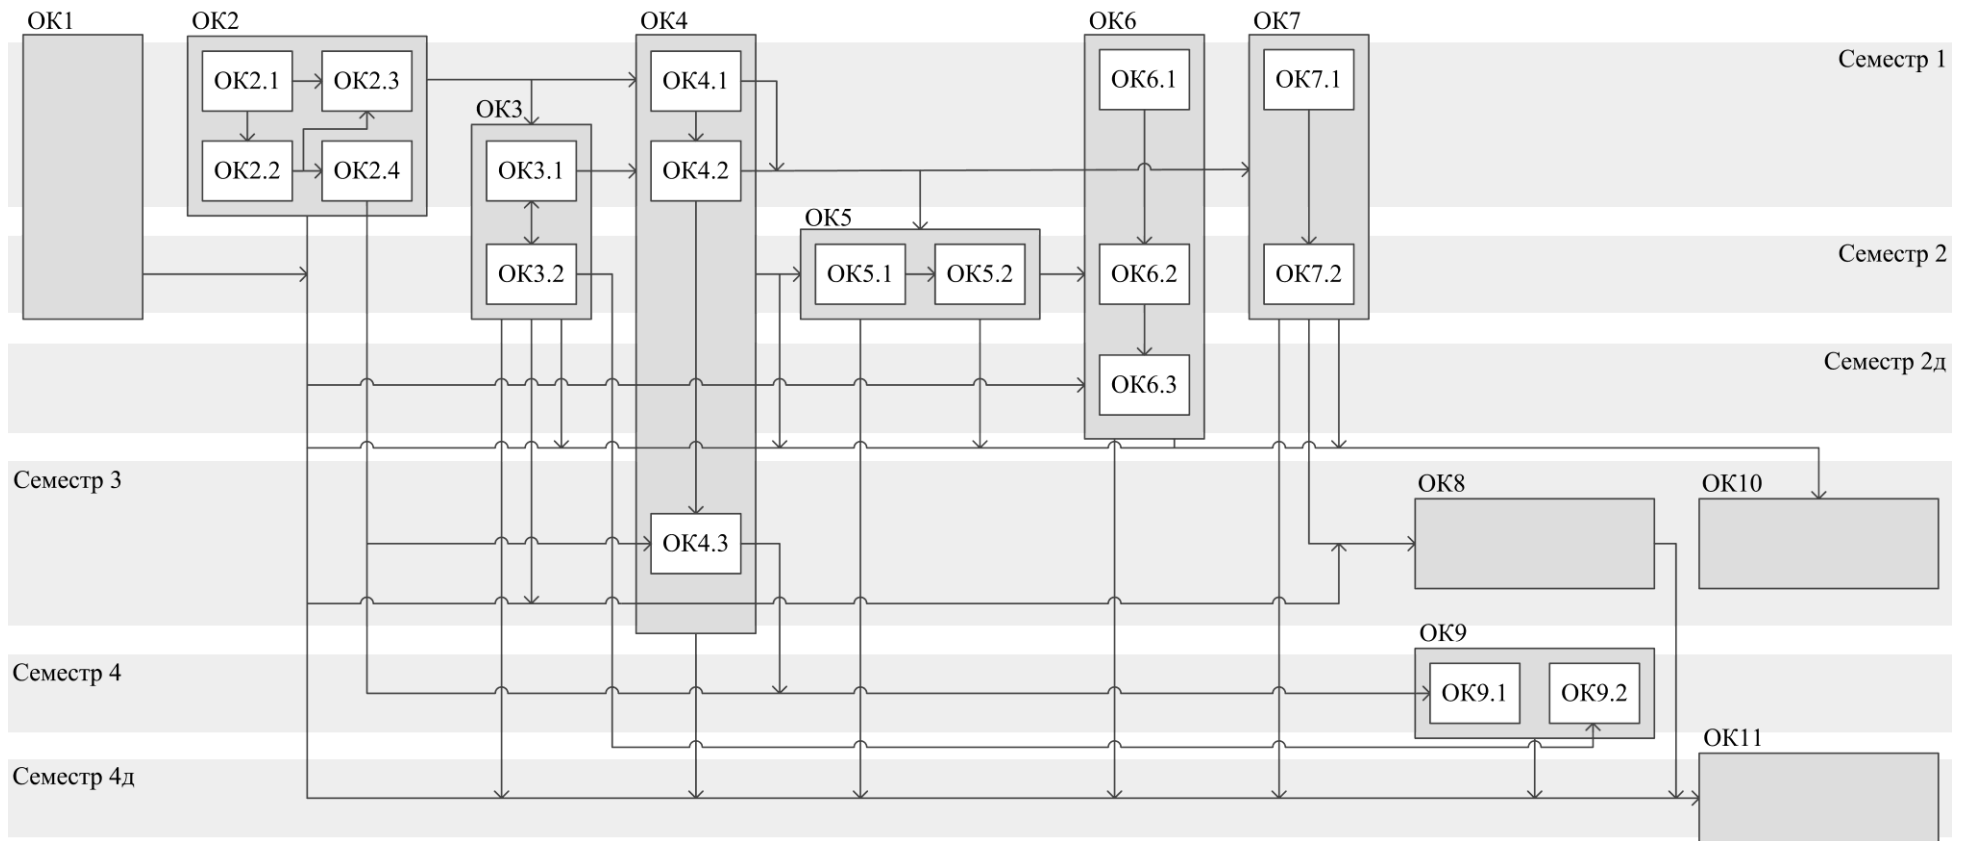 ОК1
ОК2
ОК4
ОК6
ОК7
Семестр 1
ОК2.1
ОК2.3
ОК4.1
ОК6.1
ОК7.1
ОК3
ОК2.2
ОК2.4
ОК3.1
ОК4.2
ОК5
Семестр 2
ОК3.2
ОК5.1
ОК5.2
ОК6.2
ОК7.2
Семестр 2д
ОК6.3
Семестр 3
ОК8
ОК10
ОК4.3
ОК9
Семестр 4
ОК9.1
ОК9.2
ОК11
Семестр 4д